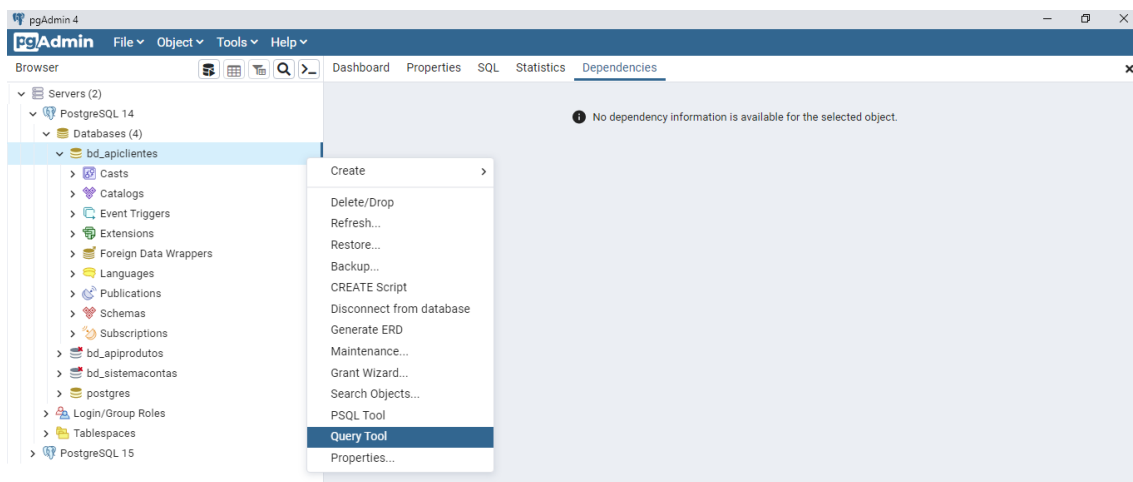 pgAdmin 4
pgAdmin File Object Tools Help
Browser Dashboard Properties SQL Statistics Dependencies
Servers (2)
PostgreSQL 14
No dependency information is available for the selected object.
Databases (4)
bd_apiclientes
Casts
Catalogs
Event Triggers
Extensions
Foreign Data Wrappers
Languages
Publications
Schemas
Subscriptions
bd_apiprodutos
bd_sistemacontas
postgres
Login/Group Roles
Tablespaces
PostgreSQL 15
Create
Delete/Drop
Refresh...
Restore...
Backup...
CREATE Script
Disconnect from database
Generate ERD
Maintenance...
Grant Wizard...
Search Objects...
PSQL Tool
Query Tool
Properties...